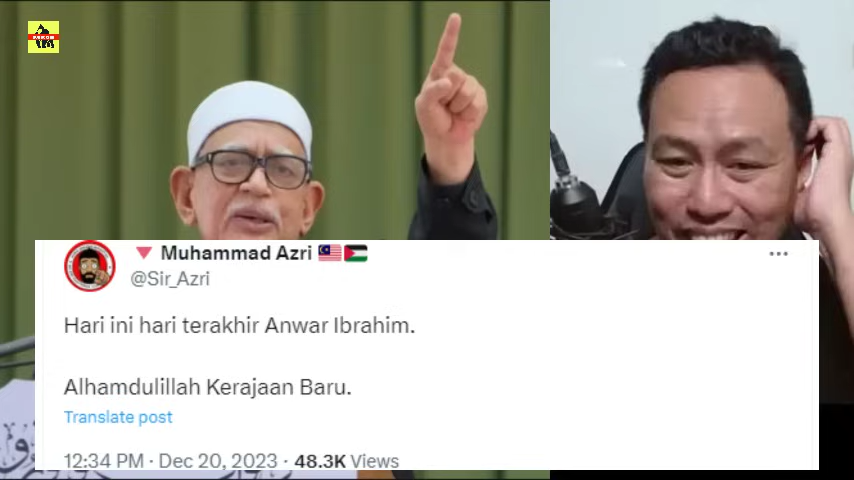 Muhammad Azri
@Sir_Azri
Hari ini hari terakhir Anwar Ibrahim.
Alhamdulillah Kerajaan Baru.
Translate post
12:34 PM · Dec 20, 2023 · 48.3K Views